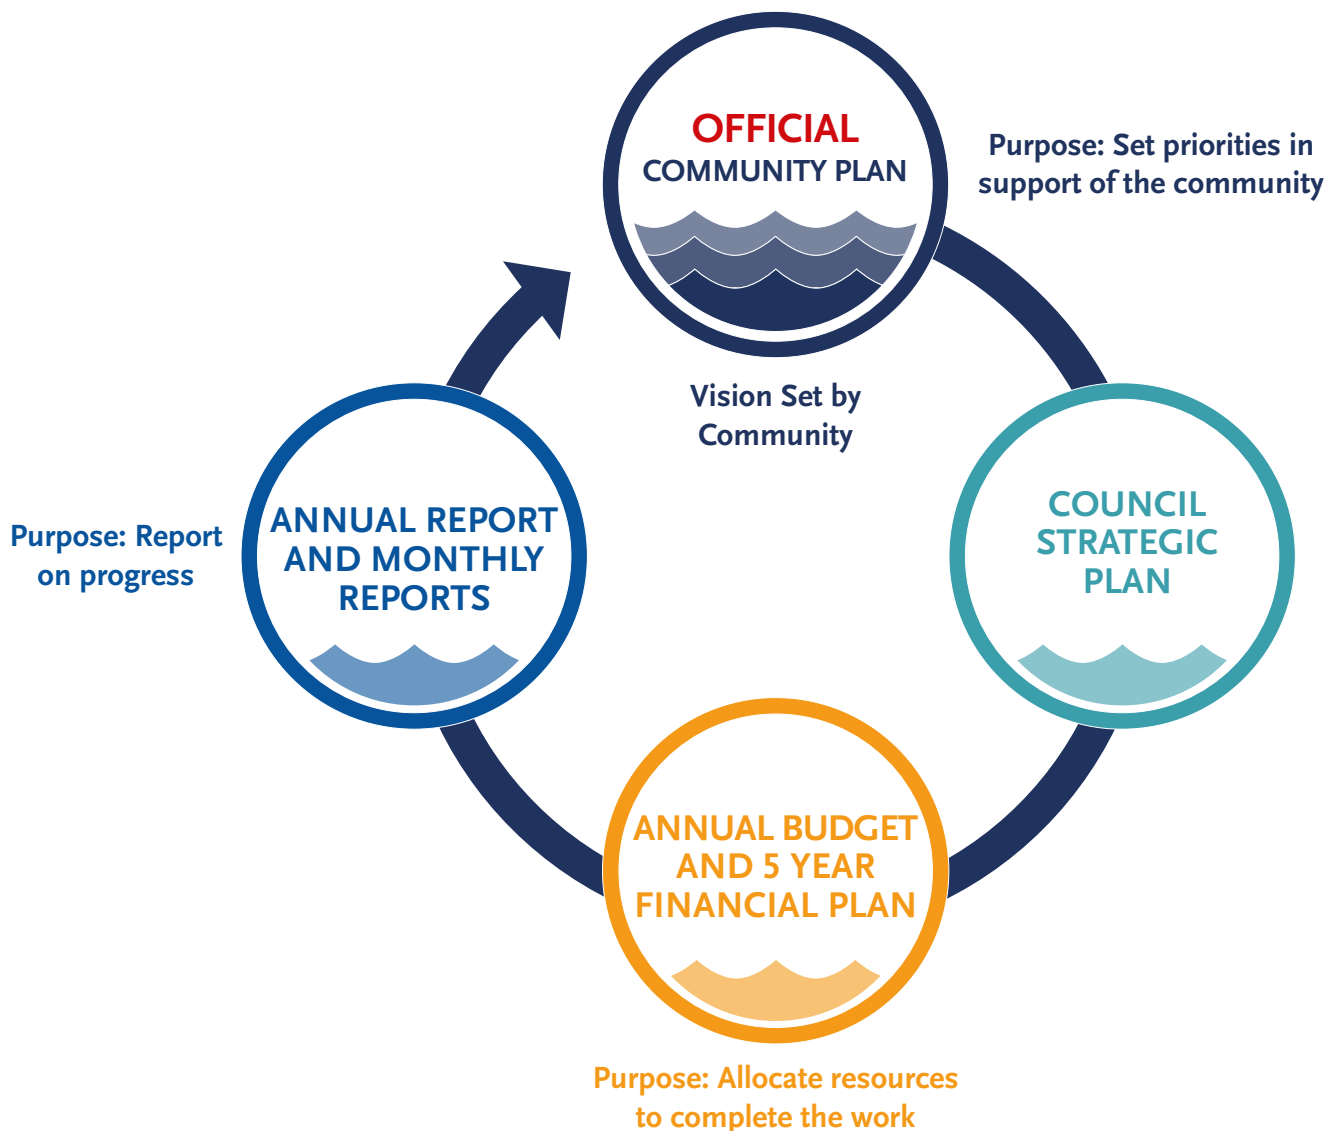 OFFICIAL
COMMUNITY PLAN
Purpose: Set priorities in
support of the community
Vision Set by
Community
COUNCIL
STRATEGIC
PLAN
ANNUAL BUDGET
AND 5 YEAR
FINANCIAL PLAN
Purpose: Allocate resources
to complete the work
ANNUAL REPORT
AND MONTHLY
REPORTS
Purpose: Report
on progress